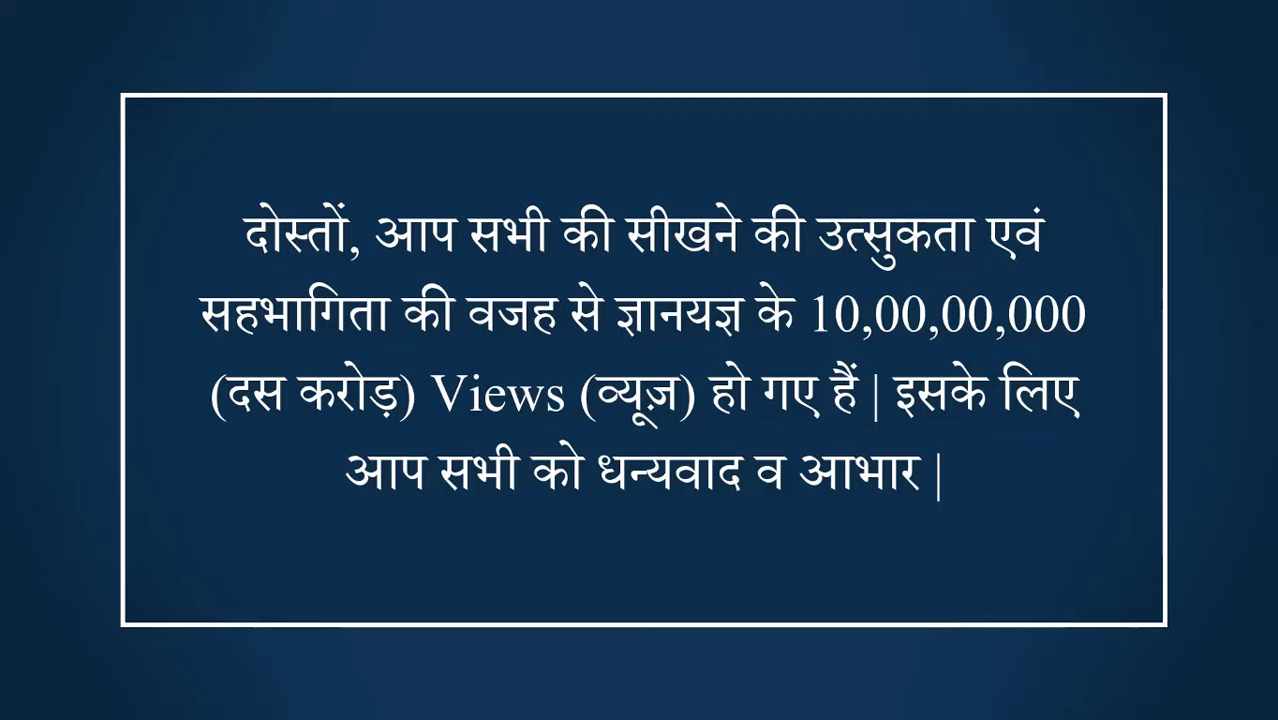 दोस्तों, आप सभी की सीखने की उत्सुकता एवं
सहभागिता की वजह से ज्ञानयज्ञ के 10,00,00,000
(दस करोड़) Views (व्यूज़) हो गए हैं | इसके लिए
आप सभी को धन्यवाद व आभार |